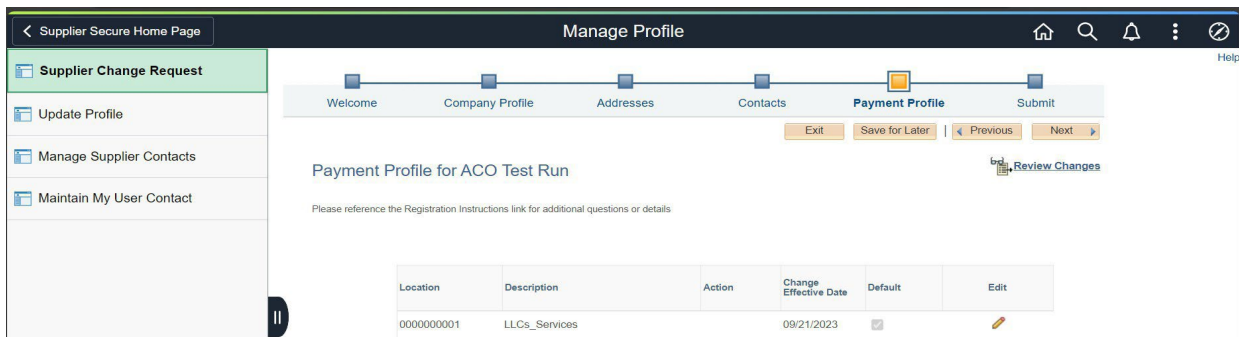 Supplier Secure Home Page
Manage Profile
Help
Supplier Change Request
Update Profile
Manage Supplier Contacts
Maintain My User Contact
Welcome Company Profile Addresses Contacts Payment Profile Submit
Exit Save for Later | Previous Next
Payment Profile for ACO Test Run
Review Changes
Please reference the Registration Instructions link for additional questions or details
Location Description Action Change Effective Date Default Edit
0000000001 LLCs_Services 09/21/2023